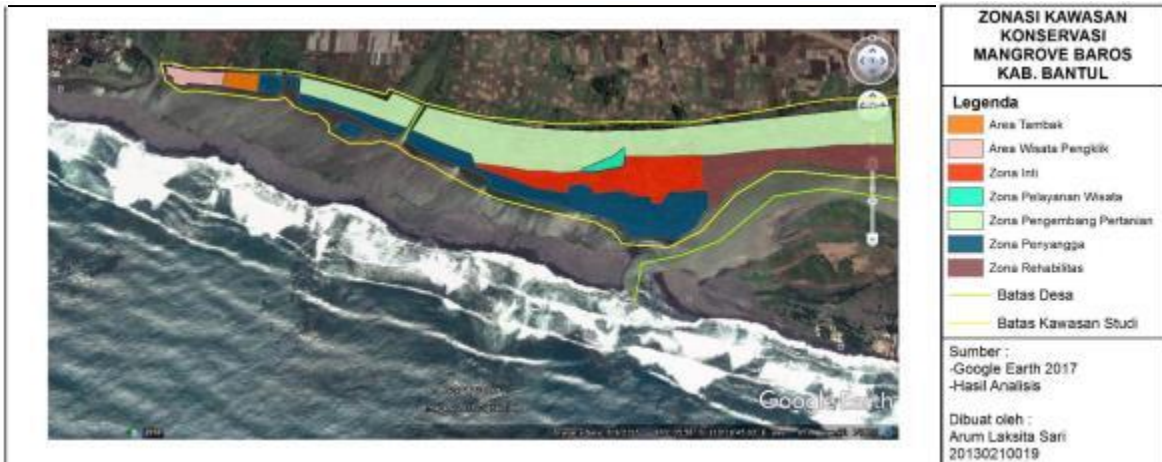 ZONASI KAWASAN
KONSERVASI
MANGROVE BAROS
KAB. BANTUL
Legenda
Area Tambak
Area Wisata Pengklik
Zona Inti
Zona Pelayanan Wisata
Zona Pengembang Pertanian
Zona Penyangga
Zona Rehabilitas
Batas Desa
Batas Kawasan Studi
Sumber :
-Google Earth 2017
-Hasil Analisis
Dibuat oleh :
Arum Laksita Sari
20130210019
Google Earth